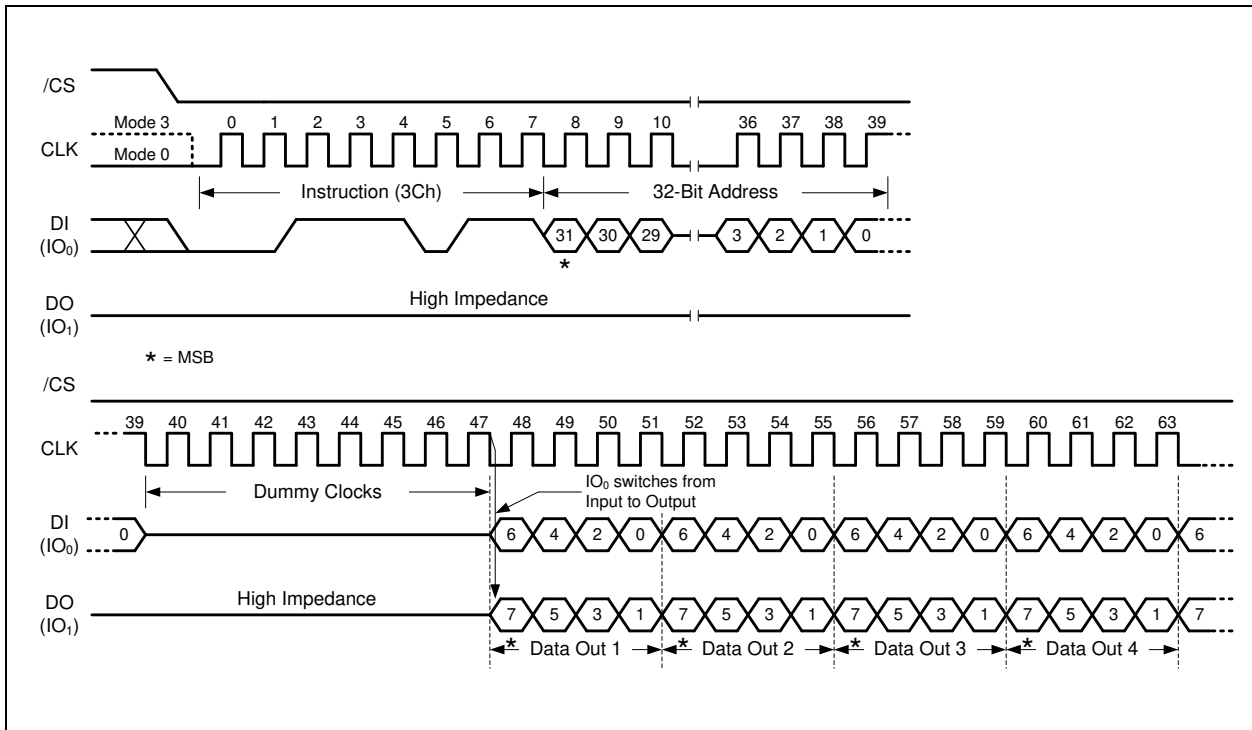 /CS
Mode 3 0 1 2 3 4 5 6 7 8 9 10 36 37 38 39
CLK
Mode 0
Instruction (3Ch) 32-Bit Address
DI
(IO₀)
31 30 29 3 2 1 0
*
High Impedance
DO
(IO₁)
* = MSB
/CS
39 40 41 42 43 44 45 46 47 48 49 50 51 52 53 54 55 56 57 58 59 60 61 62 63
CLK
Dummy Clocks
IO₀ switches from
Input to Output
DI
(IO₀)
0 6 4 2 0 6 4 2 0 6 4 2 0 6 4 2 0 6
High Impedance
DO
(IO₁)
7 5 3 1 7 5 3 1 7 5 3 1 7 5 3 1 7
* Data Out 1 * Data Out 2 * Data Out 3 * Data Out 4